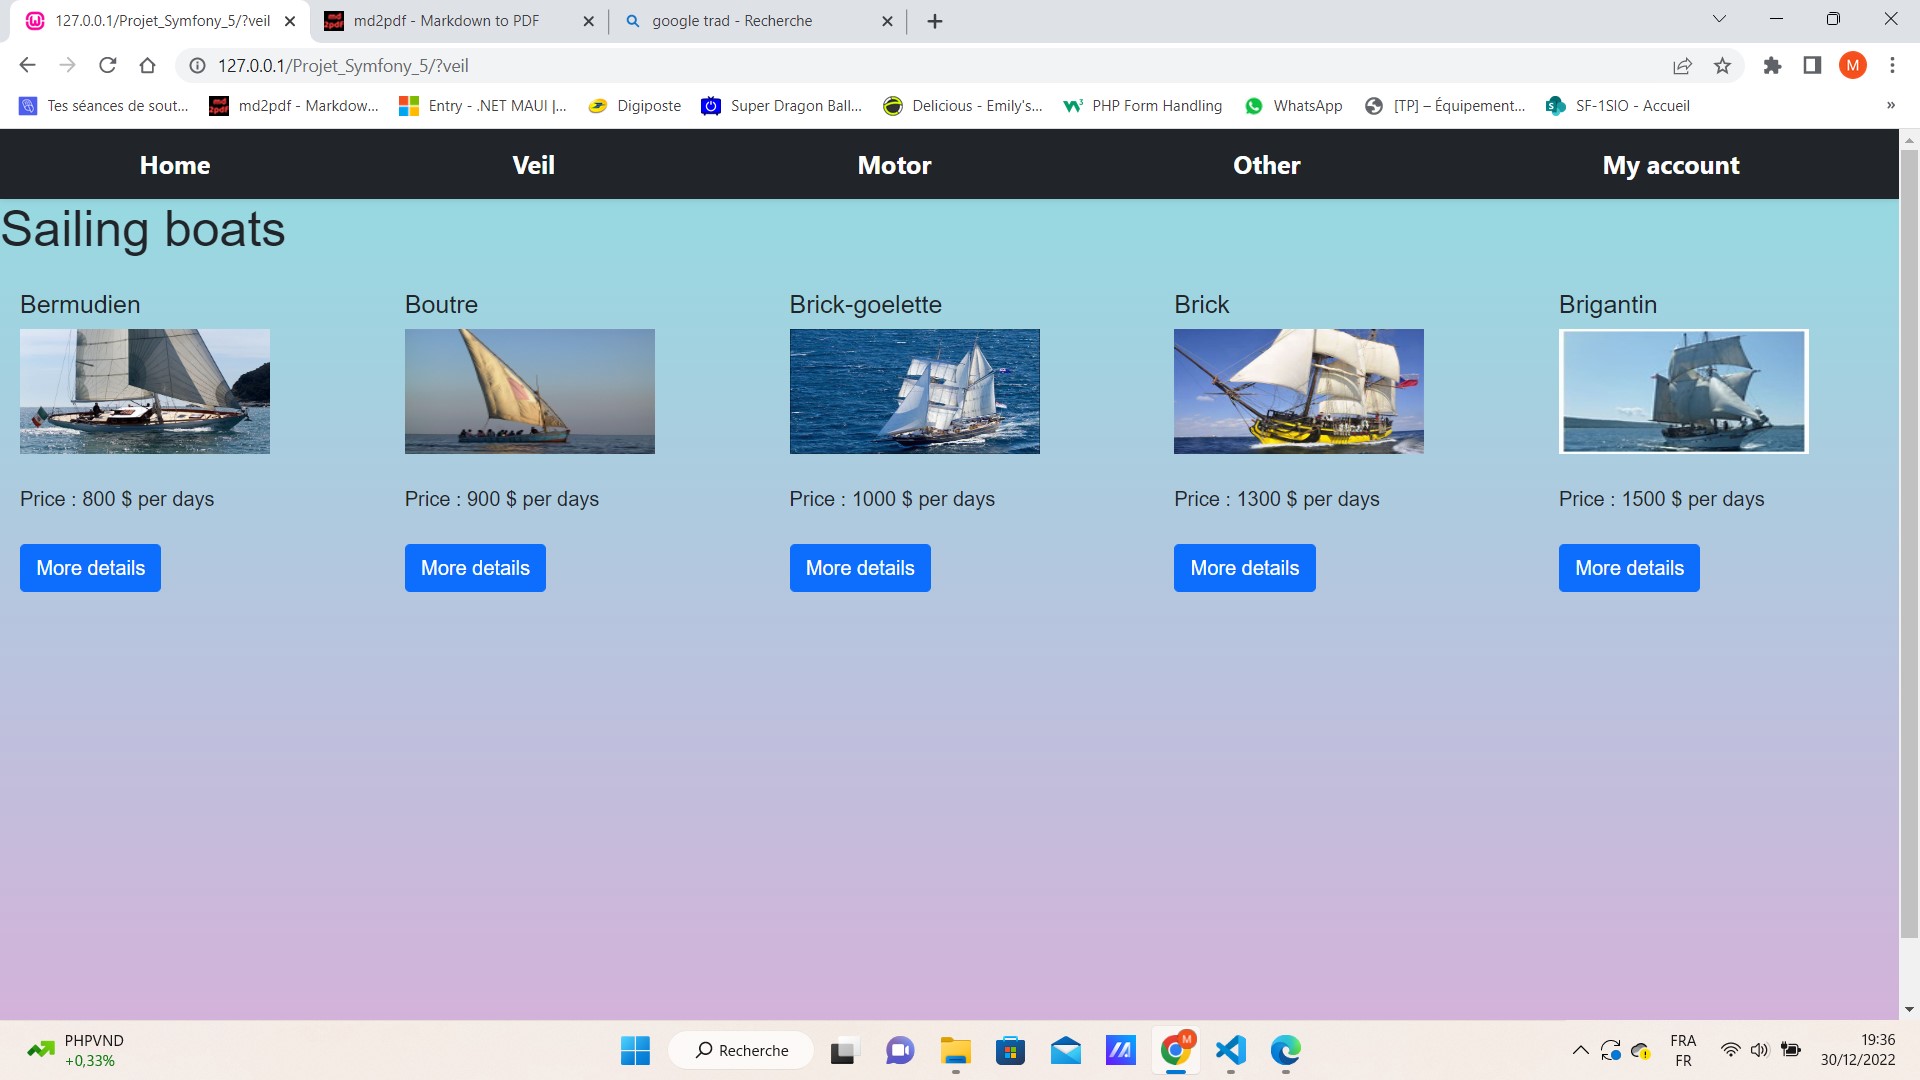 127.0.0.1/Projet_Symfony_5/?veil
md2pdf - Markdown to PDF
google trad - Recherche
127.0.0.1/Projet_Symfony_5/?veil
M
Tes séances de sout...
md2pdf - Markdow...
Entry - .NET MAUI |...
Digiposte
Super Dragon Ball...
Delicious - Emily's...
PHP Form Handling
WhatsApp
[TP] – Équipement...
SF-1SIO - Accueil
»
Home
Veil
Motor
Other
My account
Sailing boats
Bermudien
Boutre
Brick-goelette
Brick
Brigantin
Price : 800 $ per days
Price : 900 $ per days
Price : 1000 $ per days
Price : 1300 $ per days
Price : 1500 $ per days
More details
More details
More details
More details
More details
PHPVND
+0,33%
Recherche
M
FRA
FR
19:36
30/12/2022